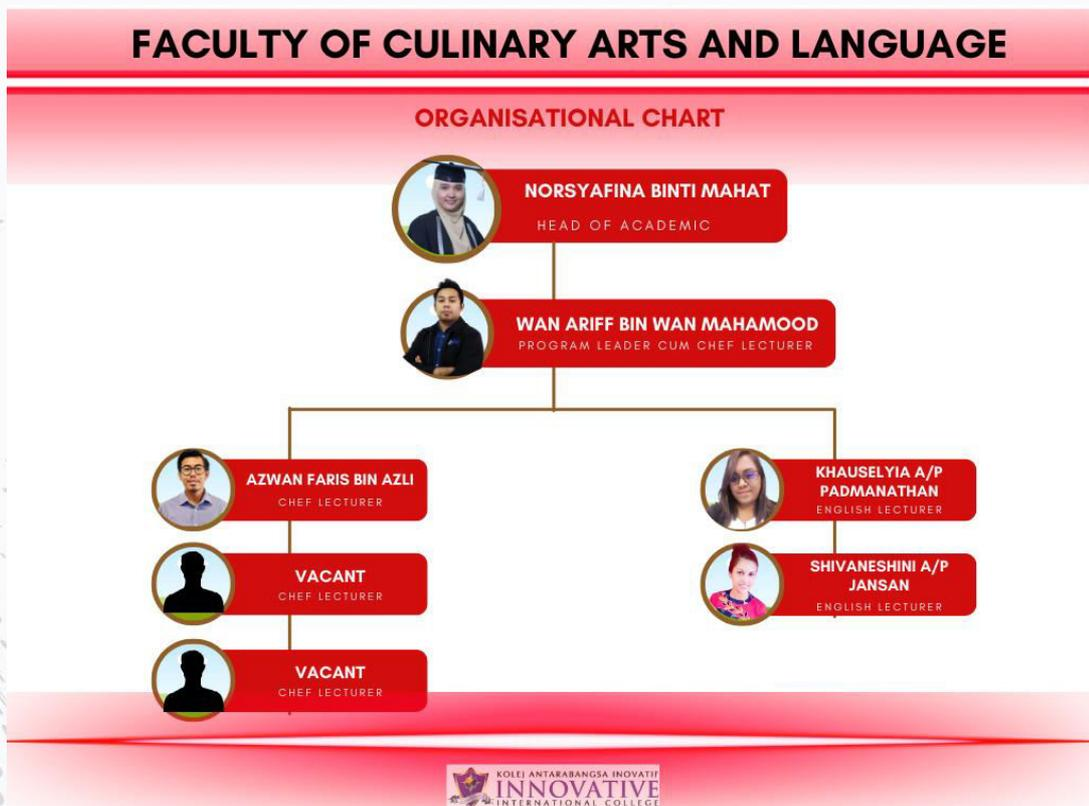 FACULTY OF CULINARY ARTS AND LANGUAGE
ORGANISATIONAL CHART
NORSYAFINA BINTI MAHAT
HEAD OF ACADEMIC
WAN ARIFF BIN WAN MAHAMOOD
PROGRAM LEADER CUM CHEF LECTURER
AZWAN FARIS BIN AZLI
CHEF LECTURER
VACANT
CHEF LECTURER
VACANT
CHEF LECTURER
KHAUSELYIA A/P
PADMANATHAN
ENGLISH LECTURER
SHIVANESHINI A/P
JANSAN
ENGLISH LECTURER
KOLEJ ANTARABANGSA INOVATIF
INNOVATIVE
INTERNATIONAL COLLEGE